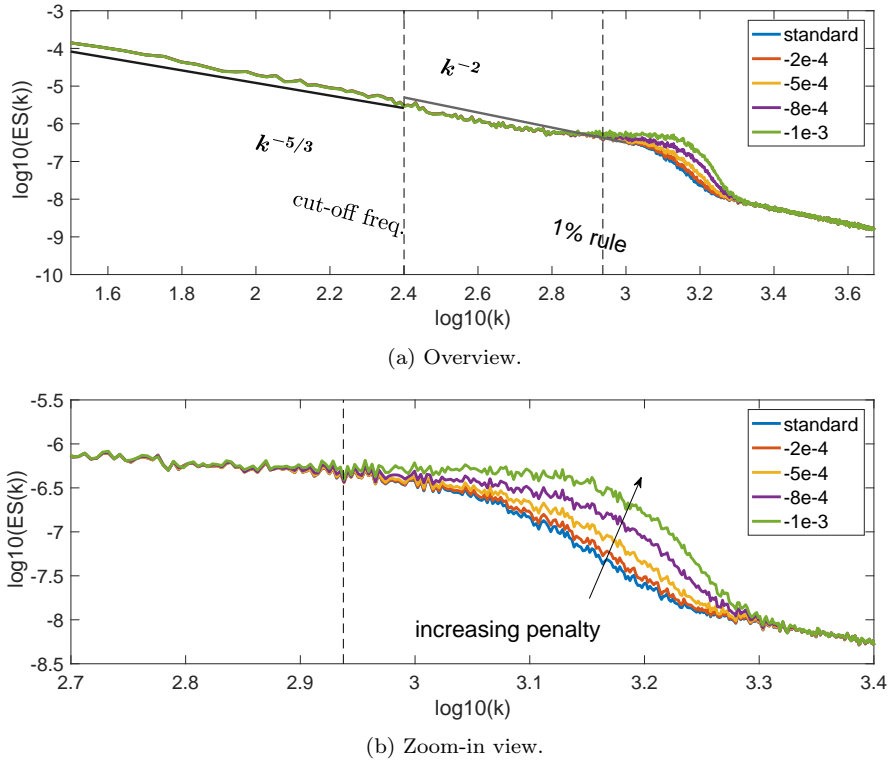 -3
-4
-5
-6
-7
-8
-9
-10
log10(ES(k))
k^{-2}
k^{-5/3}
cut-off freq.
1% rule
standard
-2e-4
-5e-4
-8e-4
-1e-3
1.6 1.8 2 2.2 2.4 2.6 2.8 3 3.2 3.4 3.6
log10(k)
(a) Overview.
-5.5
-6
-6.5
-7
-7.5
-8
-8.5
log10(ES(k))
standard
-2e-4
-5e-4
-8e-4
-1e-3
increasing penalty
2.7 2.8 2.9 3 3.1 3.2 3.3 3.4
log10(k)
(b) Zoom-in view.